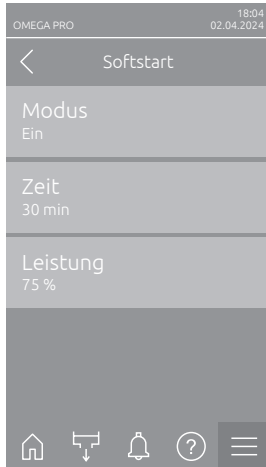 18:04
OMEGA PRO 02.04.2024
Softstart
Modus
Ein
Zeit
30 min
Leistung
75 %
?